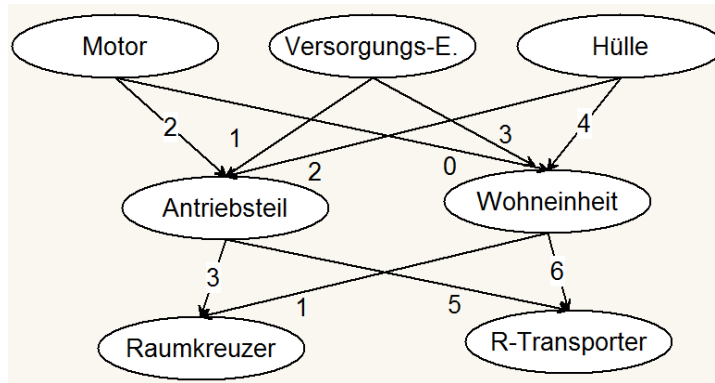 Motor
Versorgungs-E.
Hülle
2
1
3
4
2
0
Antriebsteil
Wohneinheit
3
1
5
6
Raumkreuzer
R-Transporter